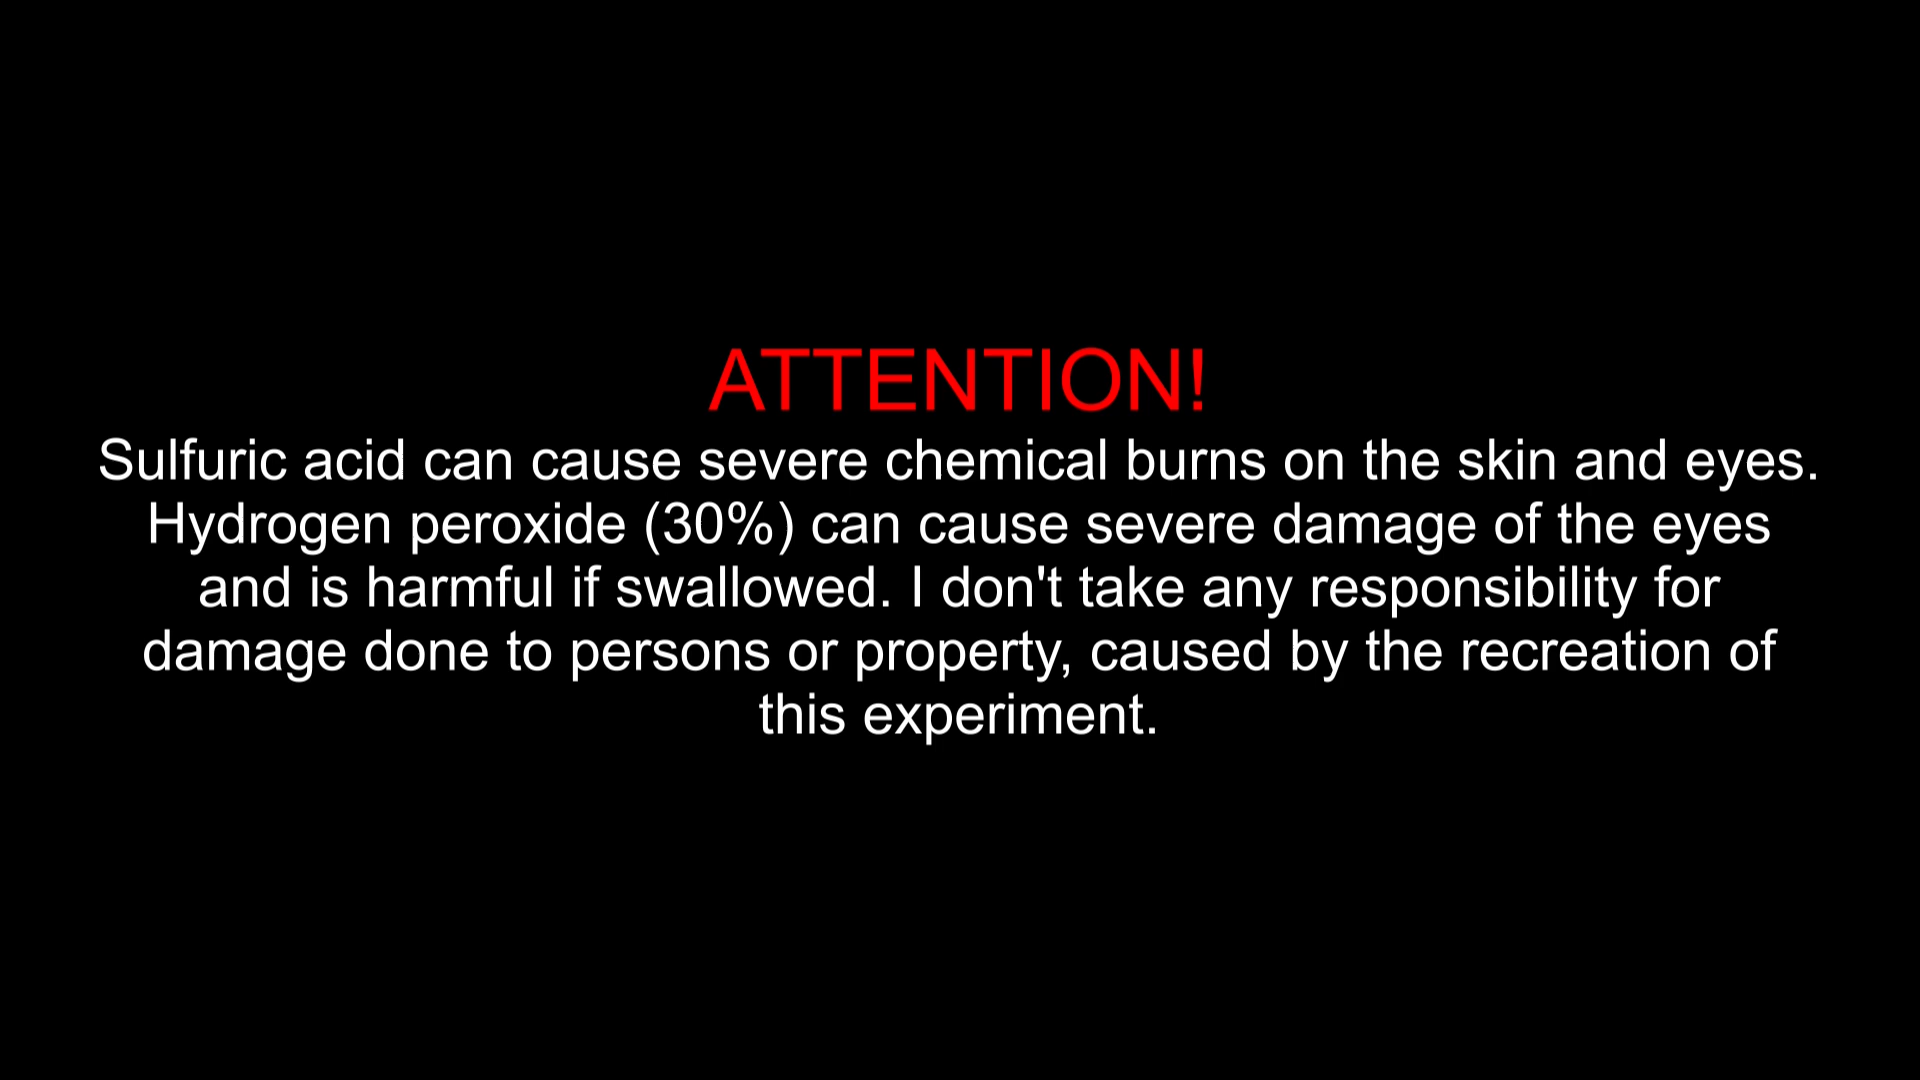 ATTENTION!
Sulfuric acid can cause severe chemical burns on the skin and eyes.
Hydrogen peroxide (30%) can cause severe damage of the eyes
and is harmful if swallowed. I don't take any responsibility for
damage done to persons or property, caused by the recreation of
this experiment.